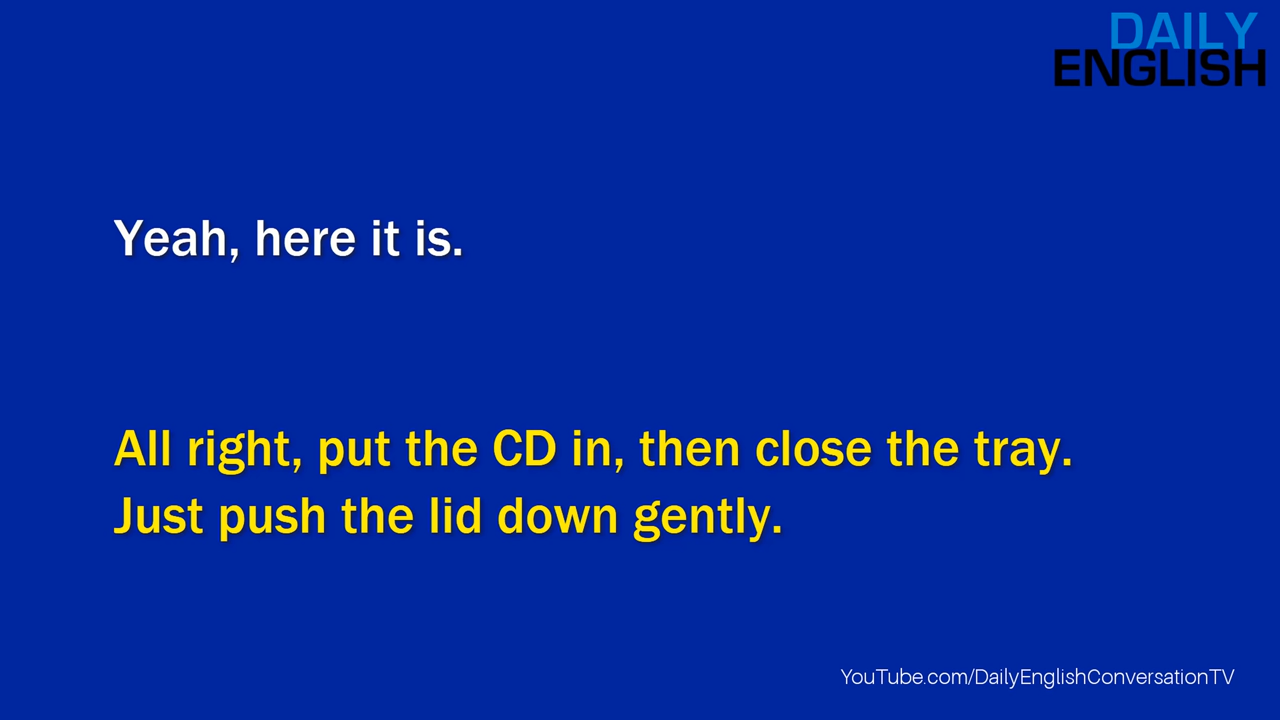 DAILY
ENGLISH
Yeah, here it is.
All right, put the CD in, then close the tray.
Just push the lid down gently.
YouTube.com/DailyEnglishConversationTV